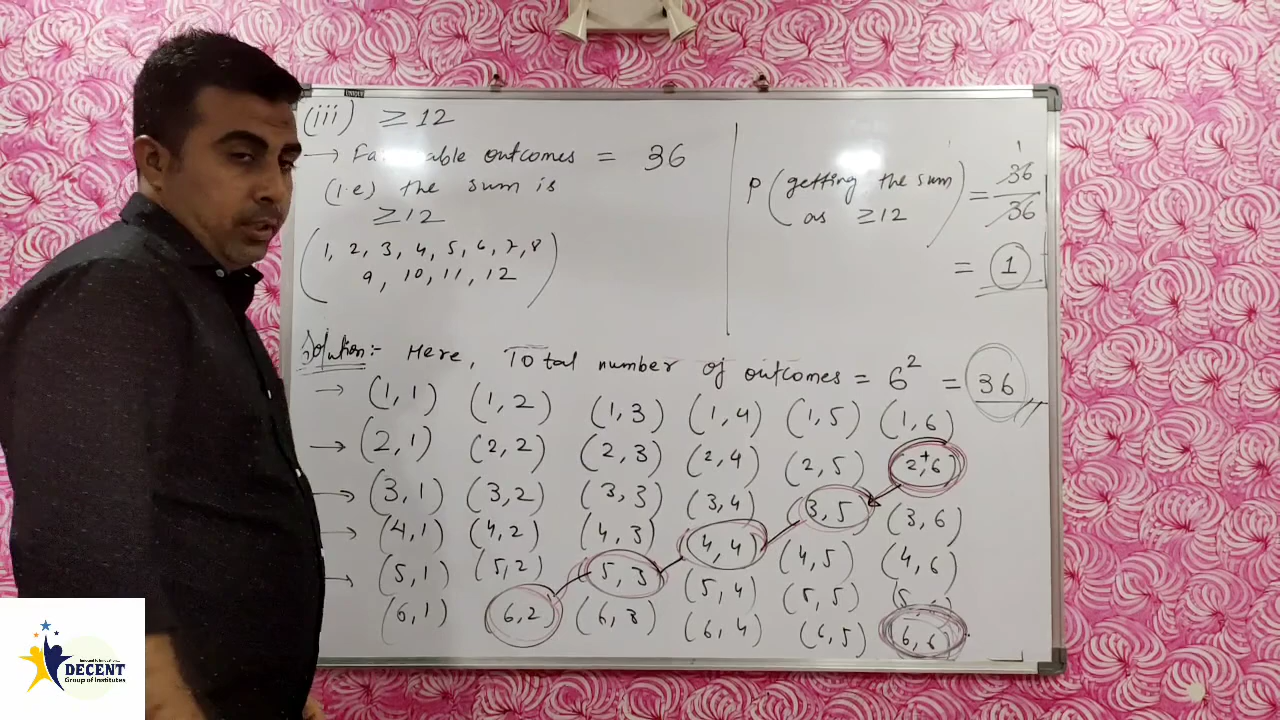 (iii) ≥ 12
→ Fa able outcomes = 36
(i.e) the sum is
≥ 12
(1, 2, 3, 4, 5, 6, 7, 8
9, 10, 11, 12)
P (getting the sum as ≥ 12) = 36/36
1
= 1
Solution:- Here, Total number of outcomes = 6² = 36
→ (1, 1) (1, 2) (1, 3) (1, 4) (1, 5) (1, 6)
→ (2, 1) (2, 2) (2, 3) (2, 4) (2, 5) (2, + 6)
→ (3, 1) (3, 2) (3, 3) (3, 4) (3, 5) (3, 6)
→ (4, 1) (4, 2) (4, 3) (4, 4) (4, 5) (4, 6)
→ (5, 1) (5, 2) (5, 3) (5, 4) (5, 5) (5,
(6, 1) (6, 2) (6, 3) (6, 4) (6, 5) (6, 6)
DECENT
Group of Institutes